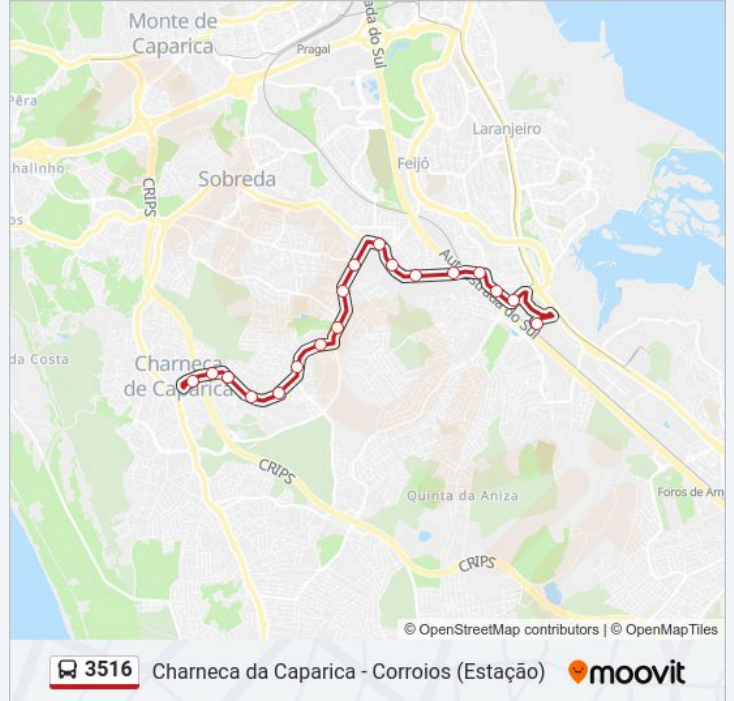 Monte de
Caparica
Pragal
ada do Sul
Pêra
Laranjeiro
halinho
Feijó
CRIPS
Sobreda
os
Autoestrada do Sul
da Costa
Charneca
de Caparica
CRIPS
Quinta da Aniza
Foros de Am
CRIPS
© OpenStreetMap contributors | © OpenMapTiles
3516 Charneca da Caparica - Corroios (Estação) moovit